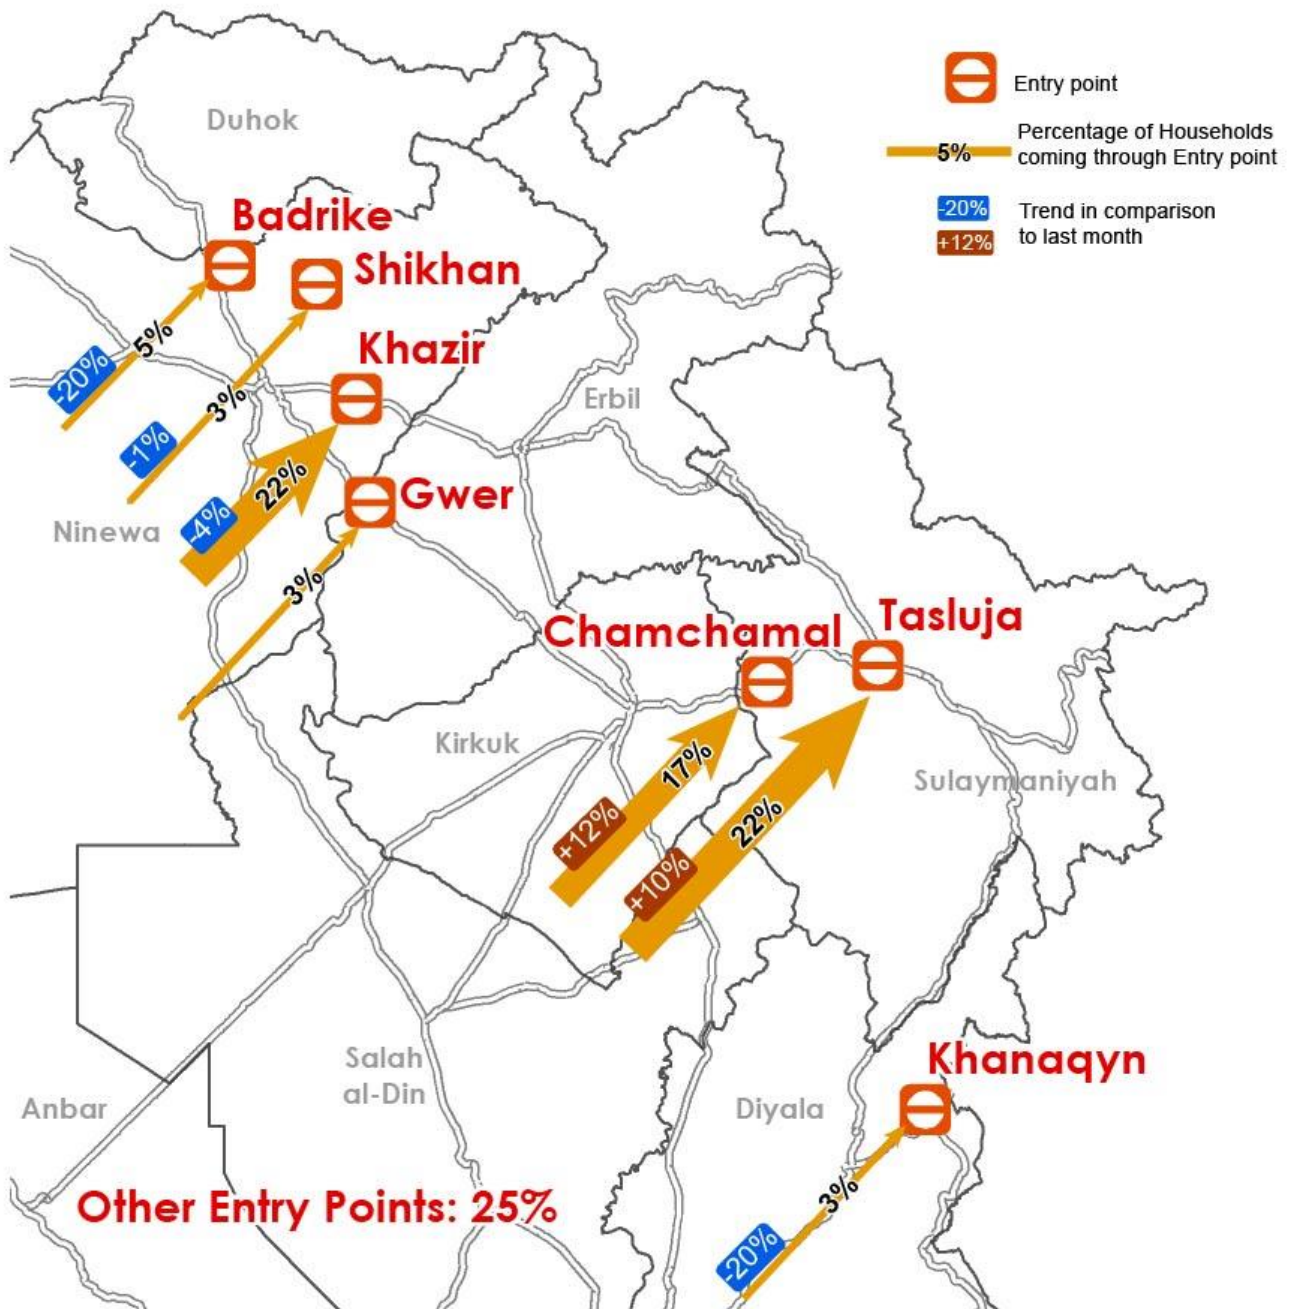 Entry point
5%
Percentage of Households
coming through Entry point
-20%
+12%
Trend in comparison
to last month
Duhok
Badrike
Shikhan
5%
-20%
Khazir
3%
-1%
Erbil
22%
-4%
Gwer
Ninewa
3%
Chamchamal
Tasluja
Kirkuk
17%
+12%
Sulaymaniyah
22%
+10%
Salah
al-Din
Anbar
Khanaqyn
Diyala
3%
-20%
Other Entry Points: 25%